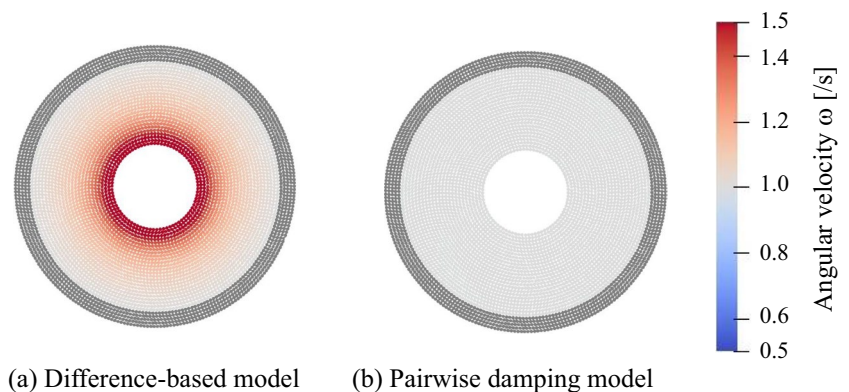 1.5
1.4
1.2
1.0
0.8
0.6
0.5
Angular velocity ω [/s]
(a) Difference-based model
(b) Pairwise damping model